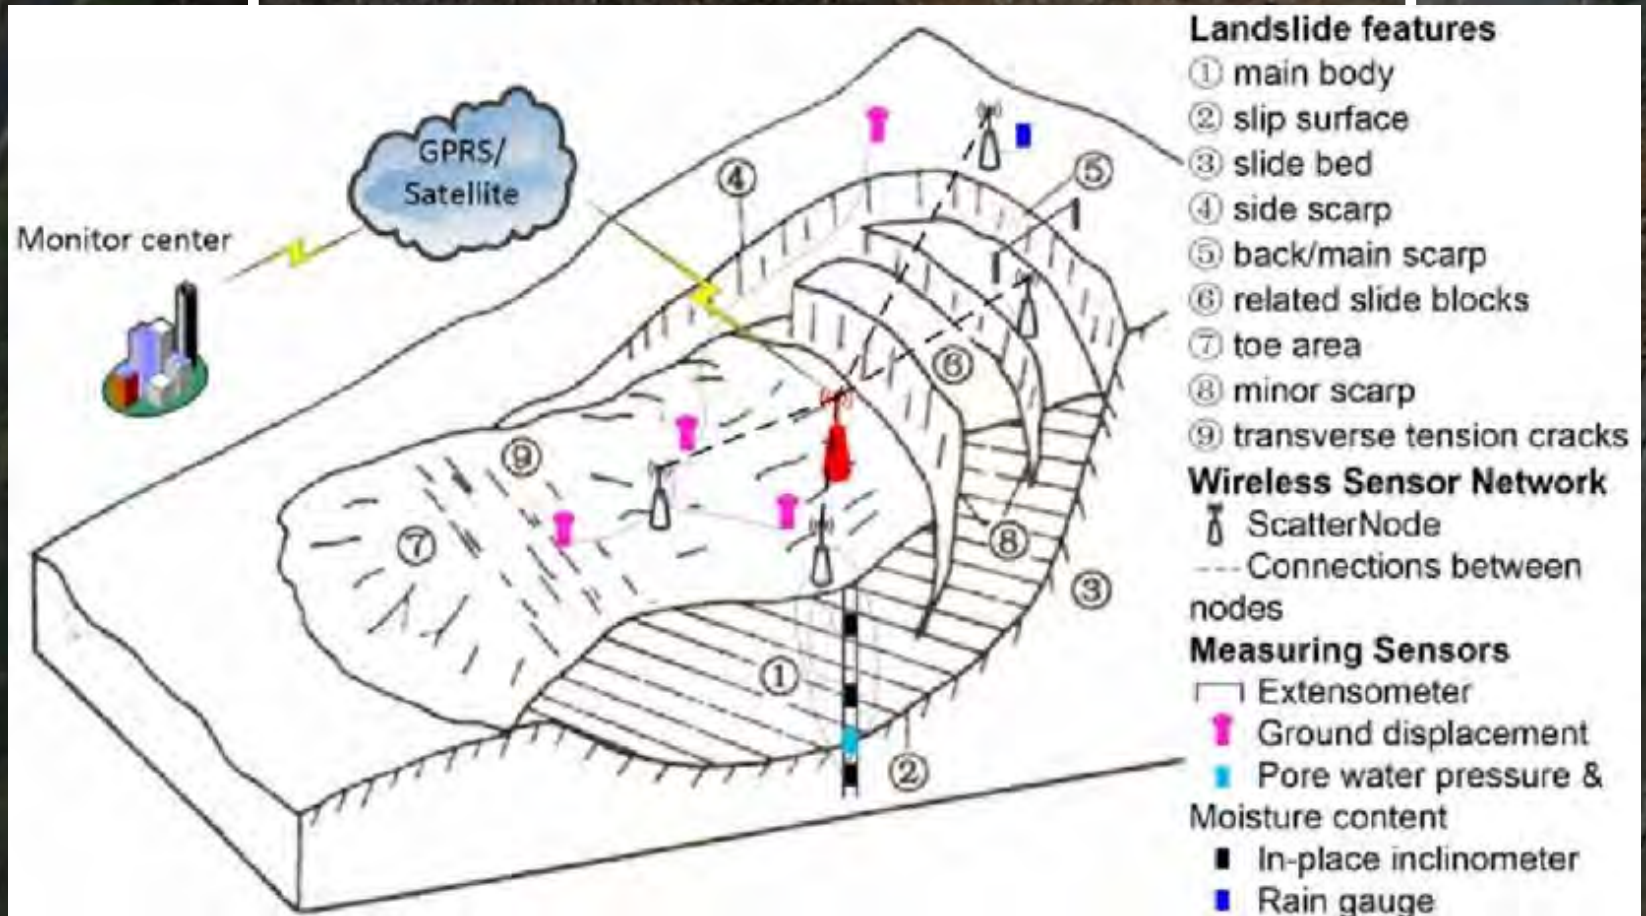 Landslide features
① main body
② slip surface
③ slide bed
④ side scarp
⑤ back/main scarp
⑥ related slide blocks
⑦ toe area
⑧ minor scarp
⑨ transverse tension cracks
Wireless Sensor Network
ScatterNode
Connections between
nodes
Measuring Sensors
Extensometer
Ground displacement
Pore water pressure &
Moisture content
In-place inclinometer
Rain gauge
GPRS/
Satellite
Monitor center
④
⑤
⑥
⑨
⑦
⑧
③
①
②